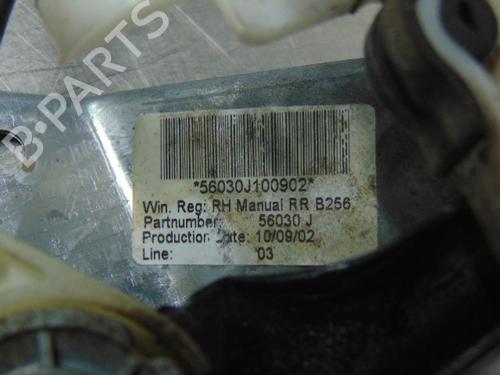 B-PARTS
*56030J100902*
Win. Reg: RH Manual RR B256
Partnumber: 56030 J
Production Date: 10/09/02
Line: 03